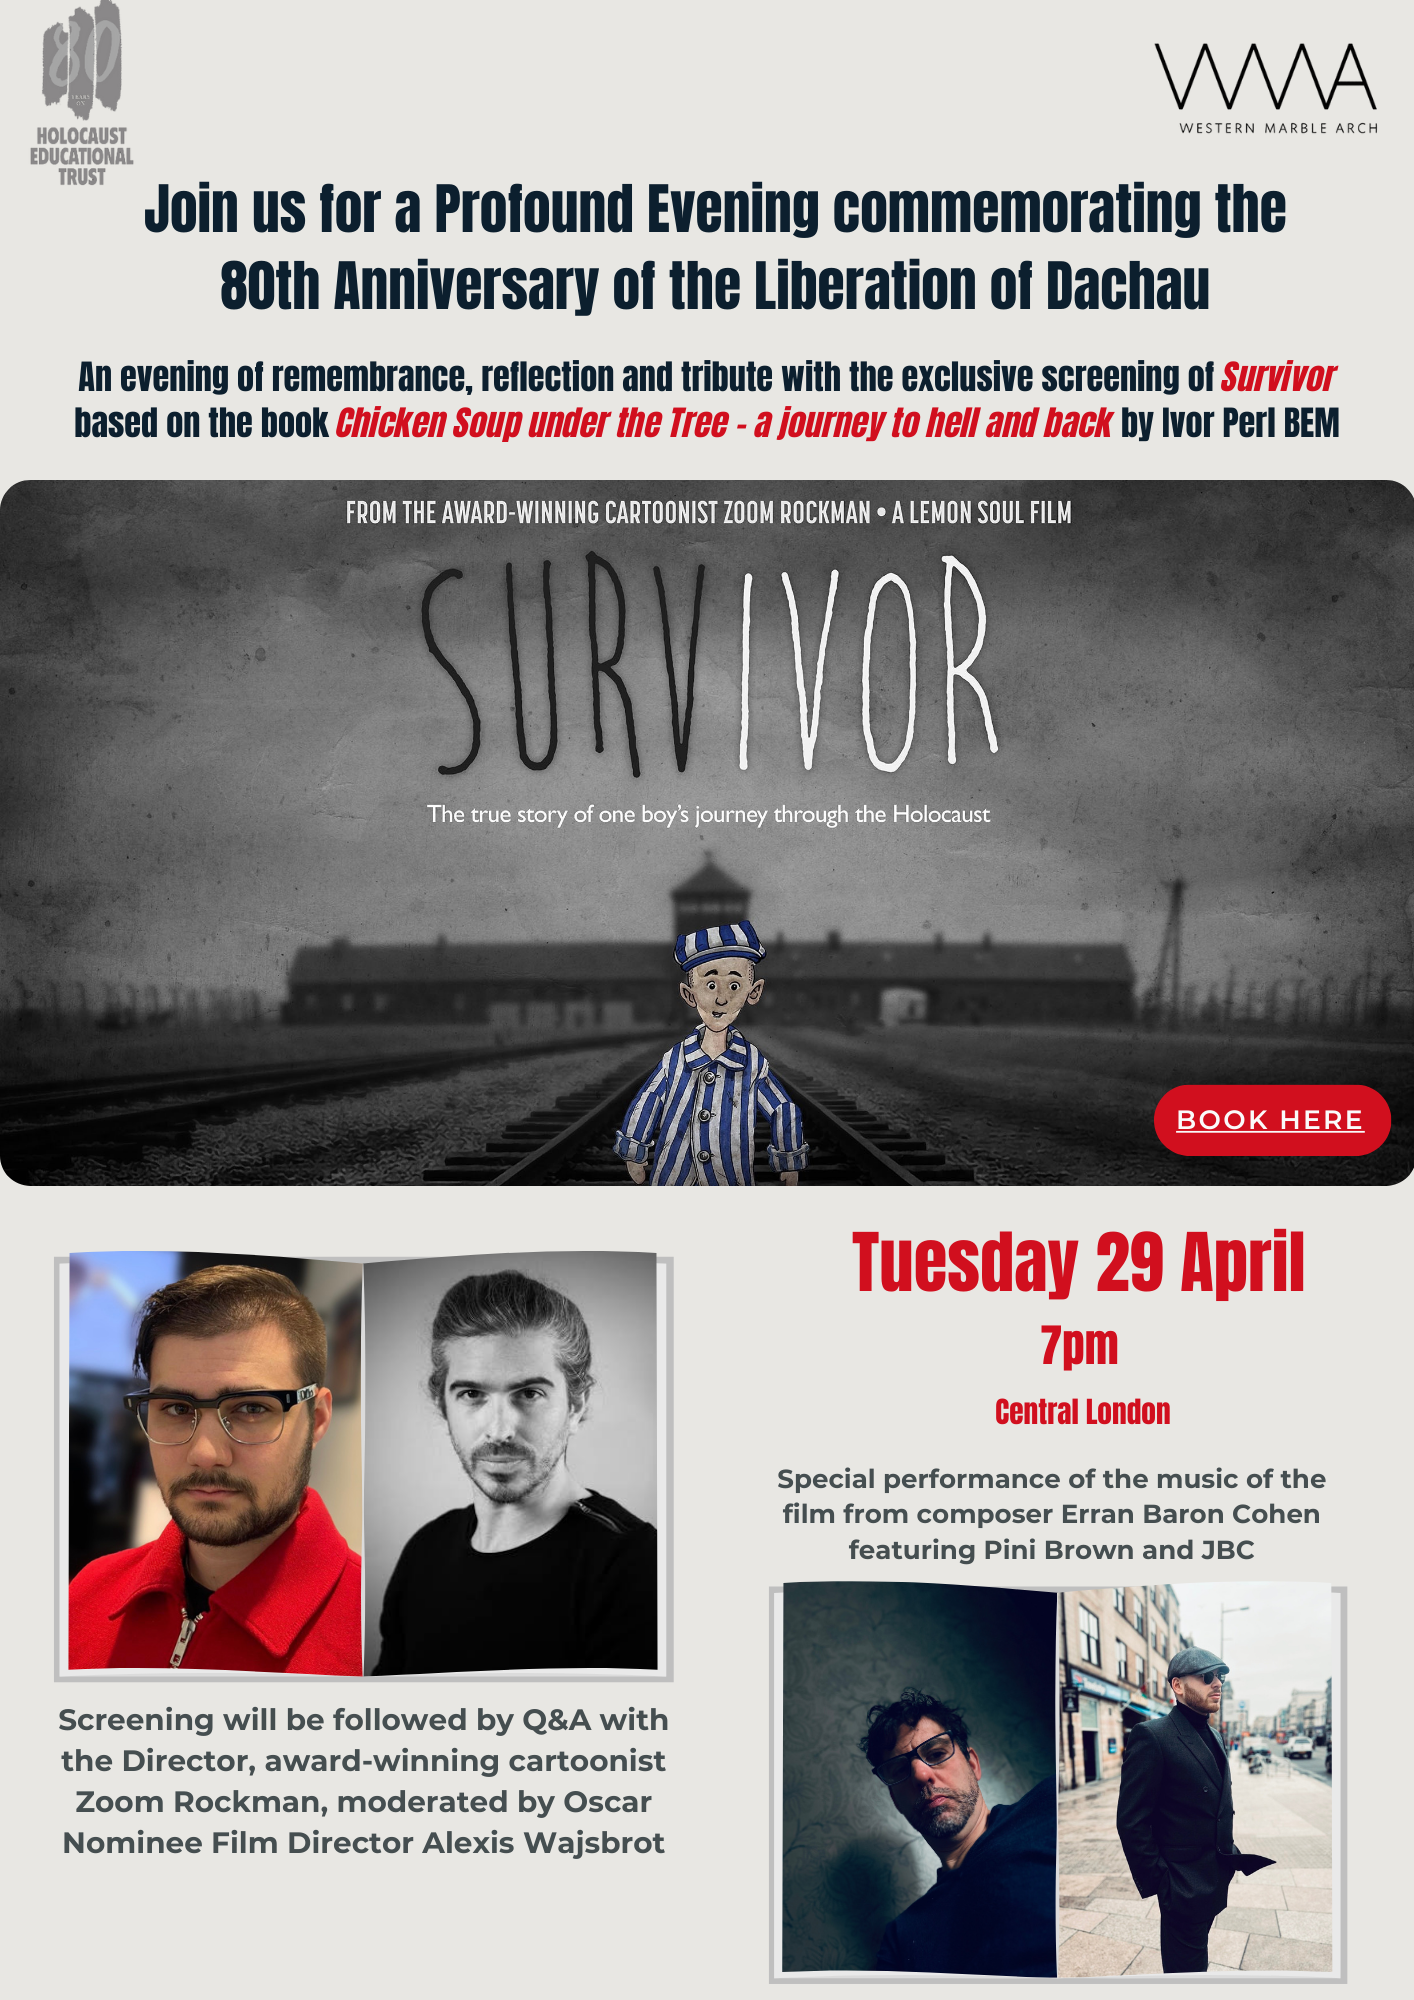 80
YEARS
ON
HOLOCAUST
EDUCATIONAL
TRUST
WMA
WESTERN MARBLE ARCH
Join us for a Profound Evening commemorating the
80th Anniversary of the Liberation of Dachau
An evening of remembrance, reflection and tribute with the exclusive screening of Survivor
based on the book Chicken Soup under the Tree - a journey to hell and back by Ivor Perl BEM
FROM THE AWARD-WINNING CARTOONIST ZOOM ROCKMAN • A LEMON SOUL FILM
SURVIVOR
The true story of one boy's journey through the Holocaust
BOOK HERE
Tuesday 29 April
7pm
Central London
Special performance of the music of the
film from composer Erran Baron Cohen
featuring Pini Brown and JBC
Screening will be followed by Q&A with
the Director, award-winning cartoonist
Zoom Rockman, moderated by Oscar
Nominee Film Director Alexis Wajsbrot